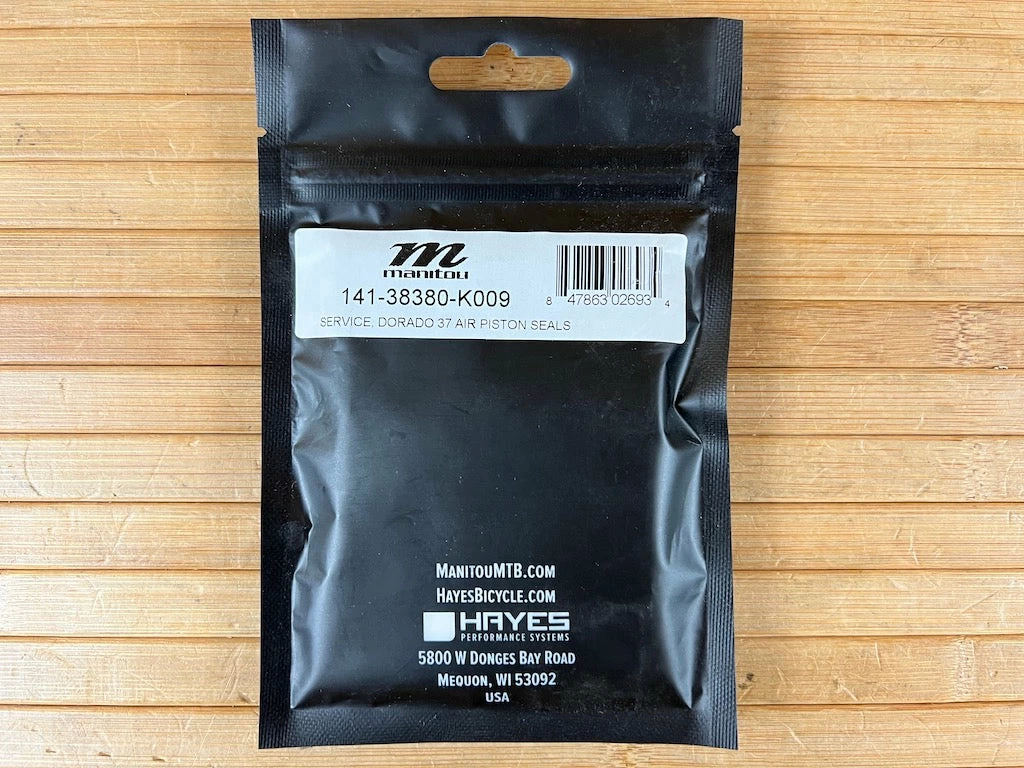 m
manitou
141-38380-K009
8 47863 02693 4
SERVICE, DORADO 37 AIR PISTON SEALS
MANITOUMTB.COM
HAYESBICYCLE.COM
HAYES
PERFORMANCE SYSTEMS
5800 W DONGES BAY ROAD
MEQUON, WI 53092
USA